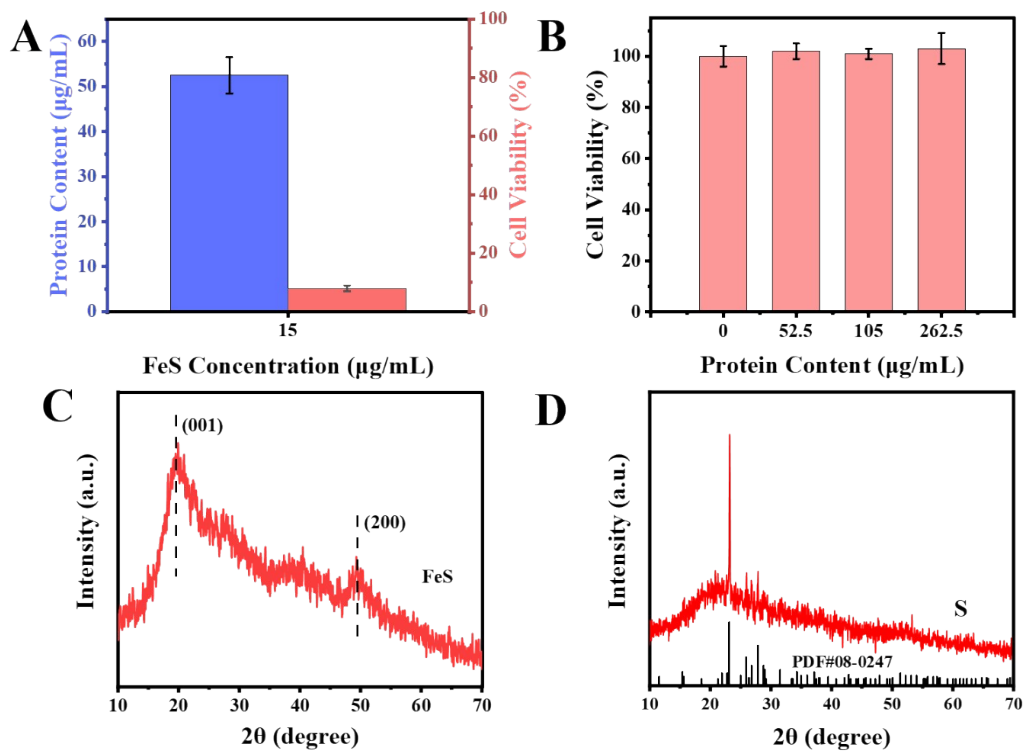 A
Protein Content (μg/mL)
60
50
40
30
20
10
0
100
80
60
40
20
0
Cell Viability (%)
15
FeS Concentration (μg/mL)
B
Cell Viability (%)
100
80
60
40
20
0
0 52.5 105 262.5
Protein Content (μg/mL)
C
Intensity (a.u.)
(001)
(200)
FeS
10 20 30 40 50 60 70
2θ (degree)
D
Intensity (a.u.)
S
PDF#08-0247
10 20 30 40 50 60 70
2θ (degree)